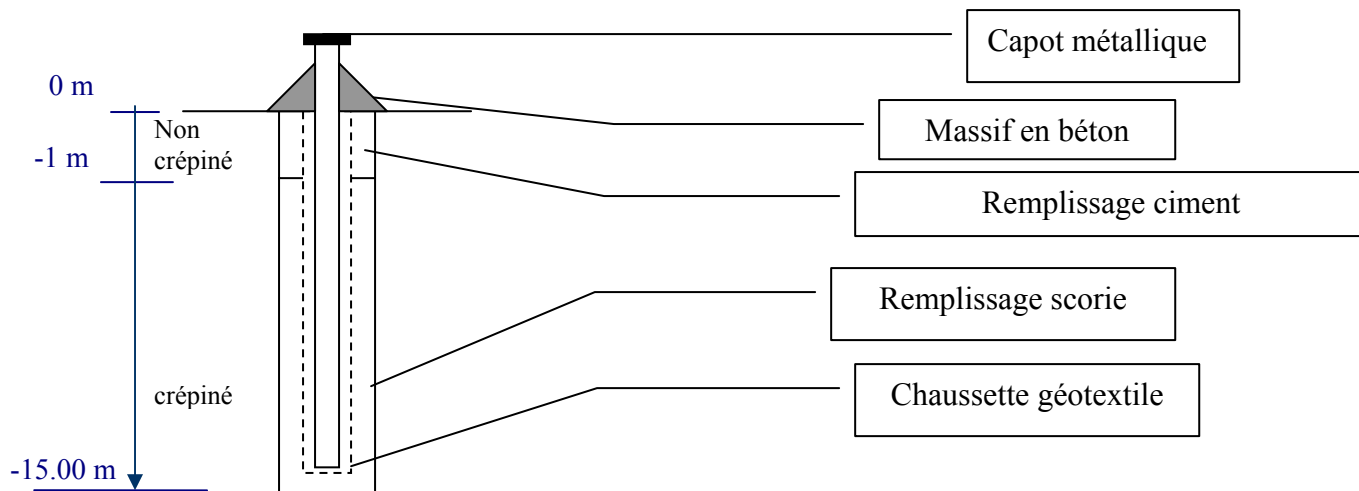 Capot métallique
0 m
Non
crépiné
Massif en béton
-1 m
Remplissage ciment
Remplissage scorie
crépiné
Chaussette géotextile
-15.00 m